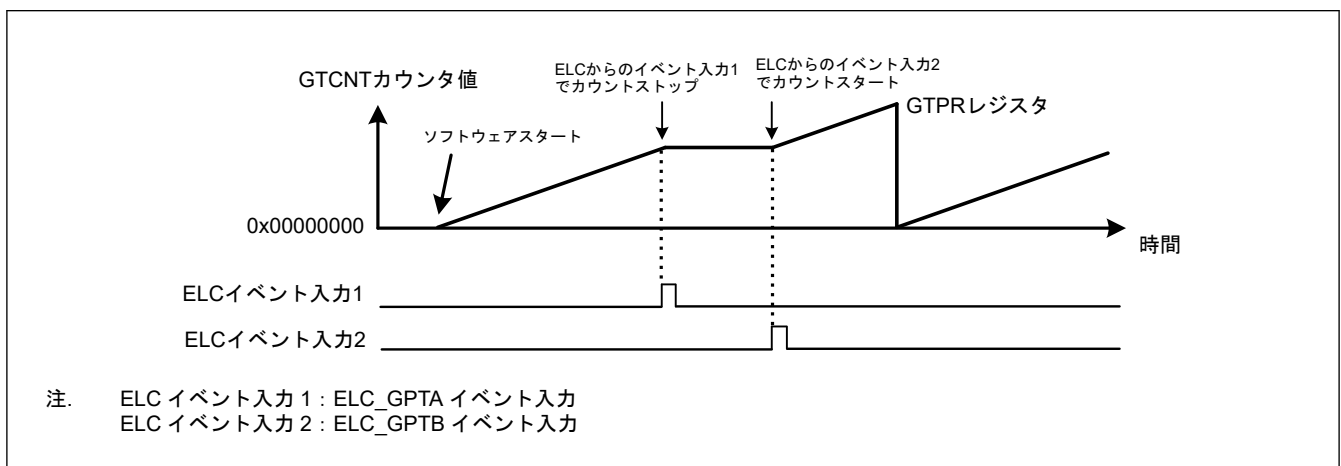 GTCNTカウンタ値
ELCからのイベント入力1
でカウントストップ
ELCからのイベント入力2
でカウントスタート
GTPRレジスタ
ソフトウェアスタート
0x00000000
時間
ELCイベント入力1
ELCイベント入力2
注. ELC イベント入力 1 : ELC_GPTA イベント入力
ELC イベント入力 2 : ELC_GPTB イベント入力